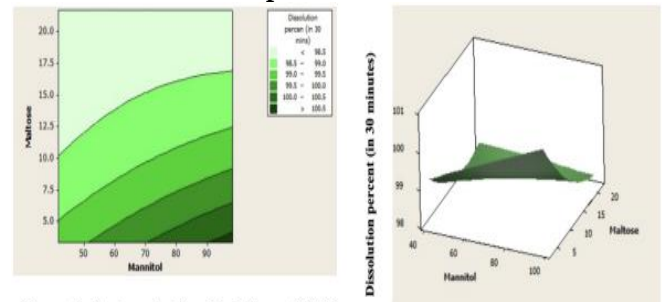 Dissolution
percen (in 30
mins)
< 98.5
98.5 – 99.0
99.0 – 99.5
99.5 – 100.0
100.0 – 100.5
> 100.5
20.0
17.5
15.0
12.5
10.0
7.5
5.0
Maltose
50 60 70 80 90
Mannitol
Dissolution percent (in 30 minutes)
101
100
99
98
40
60
80
100
Mannitol
20
15
10
5
Maltose